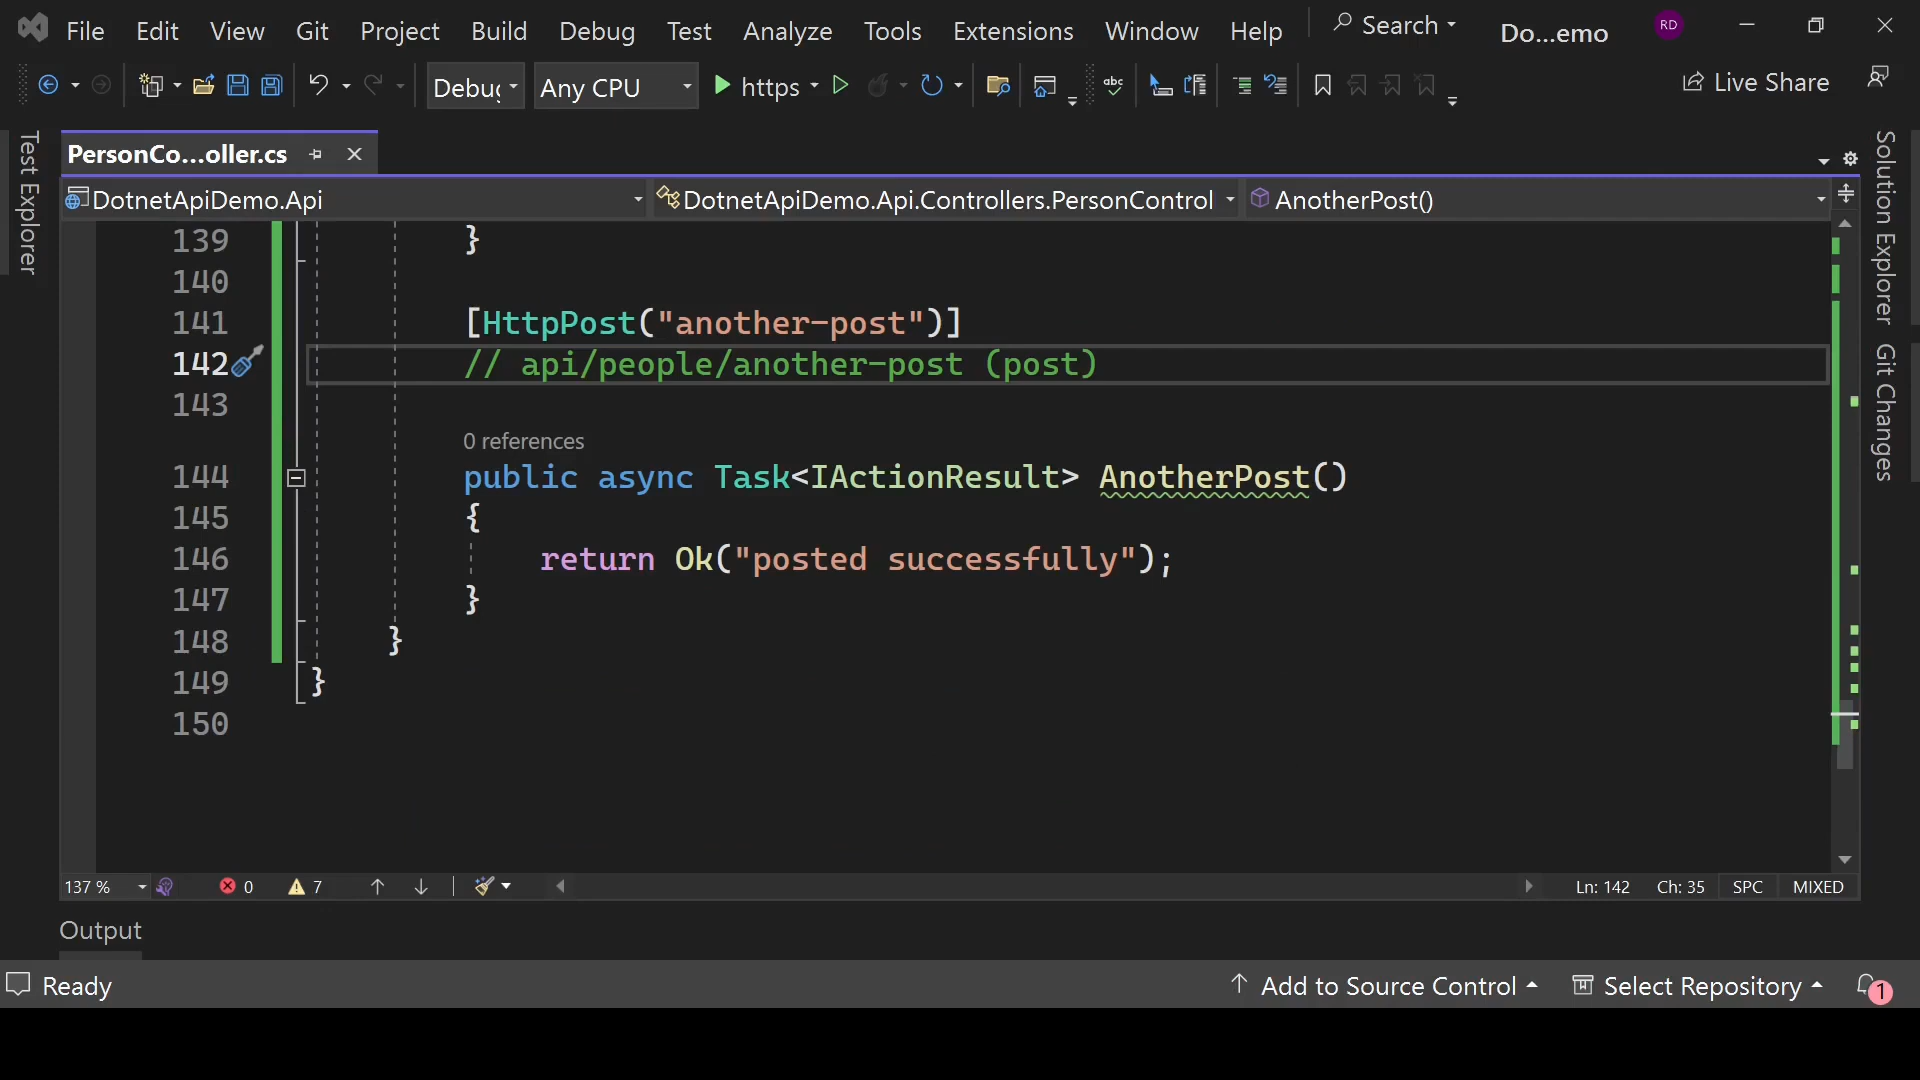 File Edit View Git Project Build Debug Test Analyze Tools Extensions Window Help Search Do...emo RD
Debug Any CPU https abc Live Share
Test Explorer
PersonCo...oller.cs
DotnetApiDemo.Api DotnetApiDemo.Api.Controllers.PersonControl AnotherPost()
139 }
140
141 [HttpPost("another-post")]
142 // api/people/another-post (post)
143
0 references
144 public async Task<IActionResult> AnotherPost()
145 {
146 return Ok("posted successfully");
147 }
148 }
149 }
150
Solution Explorer
Git Changes
137 % 0 7 Ln: 142 Ch: 35 SPC MIXED
Output
Ready Add to Source Control Select Repository 1